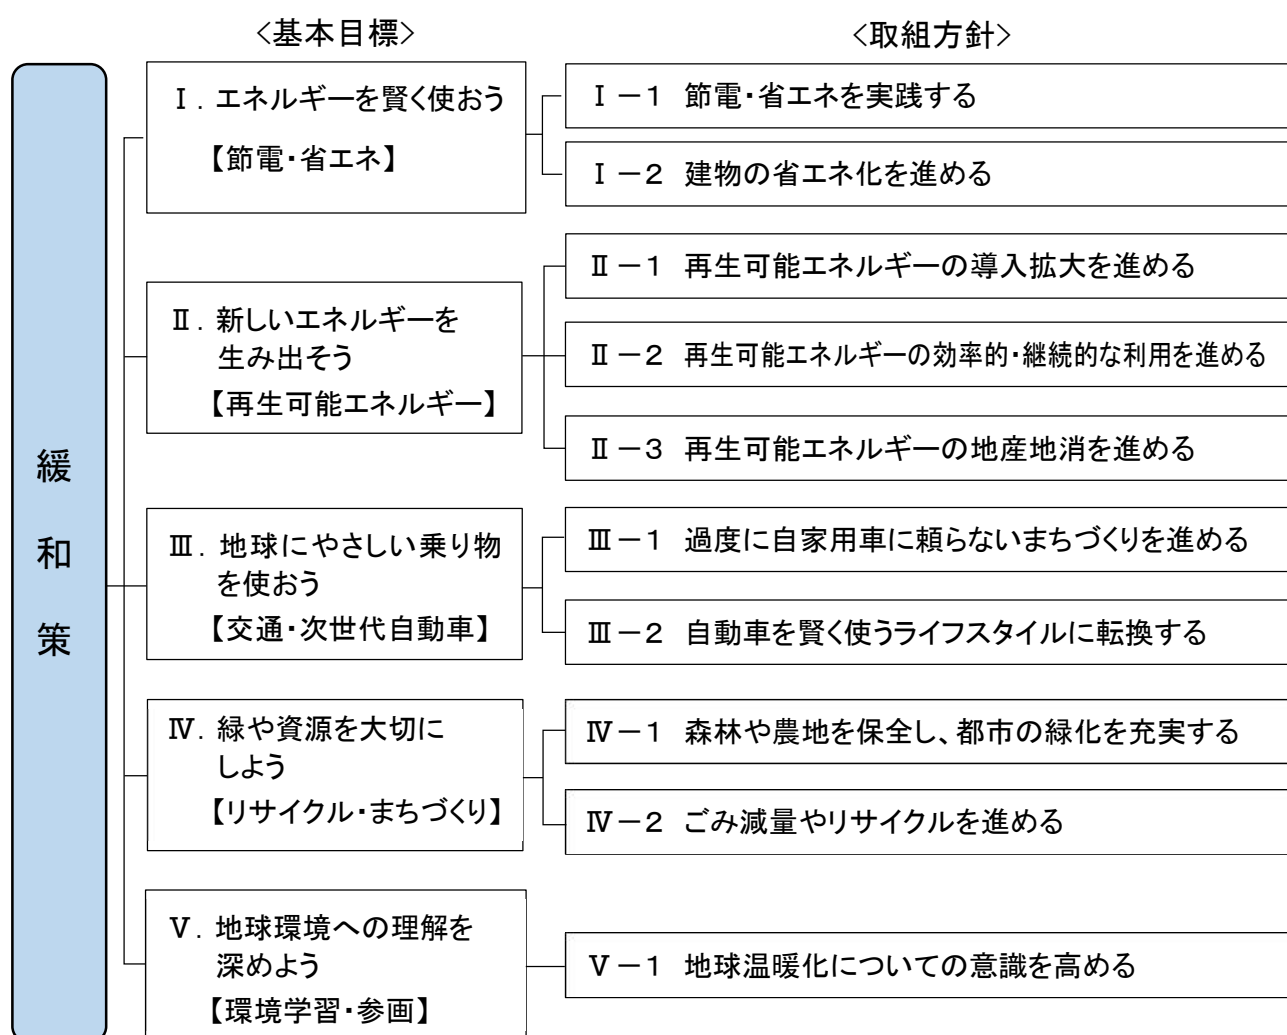 <基本目標>
<取組方針>
緩和策
Ⅰ. エネルギーを賢く使おう
【節電・省エネ】
Ⅰ－1 節電・省エネを実践する
Ⅰ－2 建物の省エネ化を進める
Ⅱ. 新しいエネルギーを
生み出そう
【再生可能エネルギー】
Ⅱ－1 再生可能エネルギーの導入拡大を進める
Ⅱ－2 再生可能エネルギーの効率的・継続的な利用を進める
Ⅱ－3 再生可能エネルギーの地産地消を進める
Ⅲ. 地球にやさしい乗り物
を使おう
【交通・次世代自動車】
Ⅲ－1 過度に自家用車に頼らないまちづくりを進める
Ⅲ－2 自動車を賢く使うライフスタイルに転換する
Ⅳ. 緑や資源を大切に
しよう
【リサイクル・まちづくり】
Ⅳ－1 森林や農地を保全し、都市の緑化を充実する
Ⅳ－2 ごみ減量やリサイクルを進める
Ⅴ. 地球環境への理解を
深めよう
【環境学習・参画】
Ⅴ－1 地球温暖化についての意識を高める